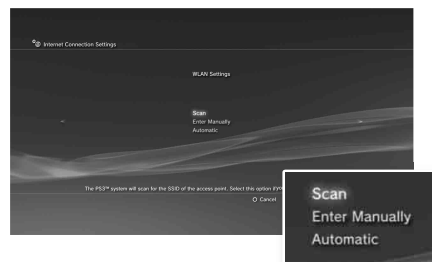 Internet Connection Settings
WLAN Settings
Scan
Enter Manually
Automatic
The PS3™ system will scan for the SSID of the access point. Select this option if
Cancel
Scan
Enter Manually
Automatic